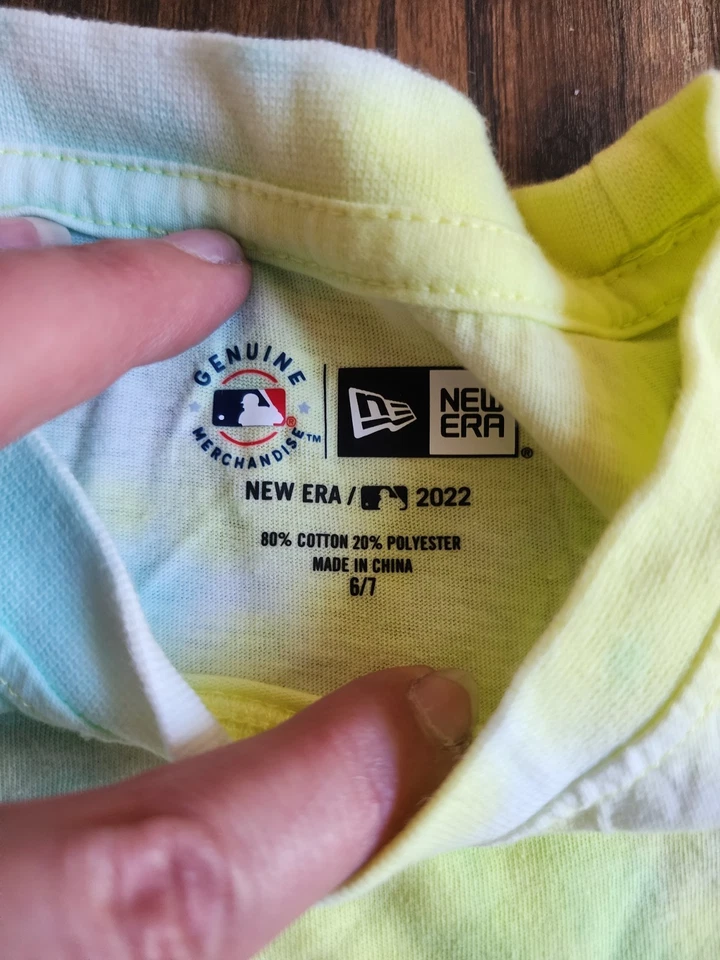 GENUINE
MERCHANDISE™
®
NEW
ERA
®
NEW ERA / 2022
80% COTTON 20% POLYESTER
MADE IN CHINA
6/7